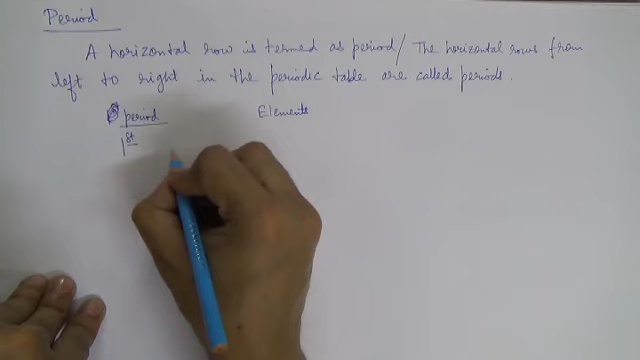 Period
A horizontal row is termed as period / The horizontal rows from
left to right in the periodic table are called periods.
period Elements
1st